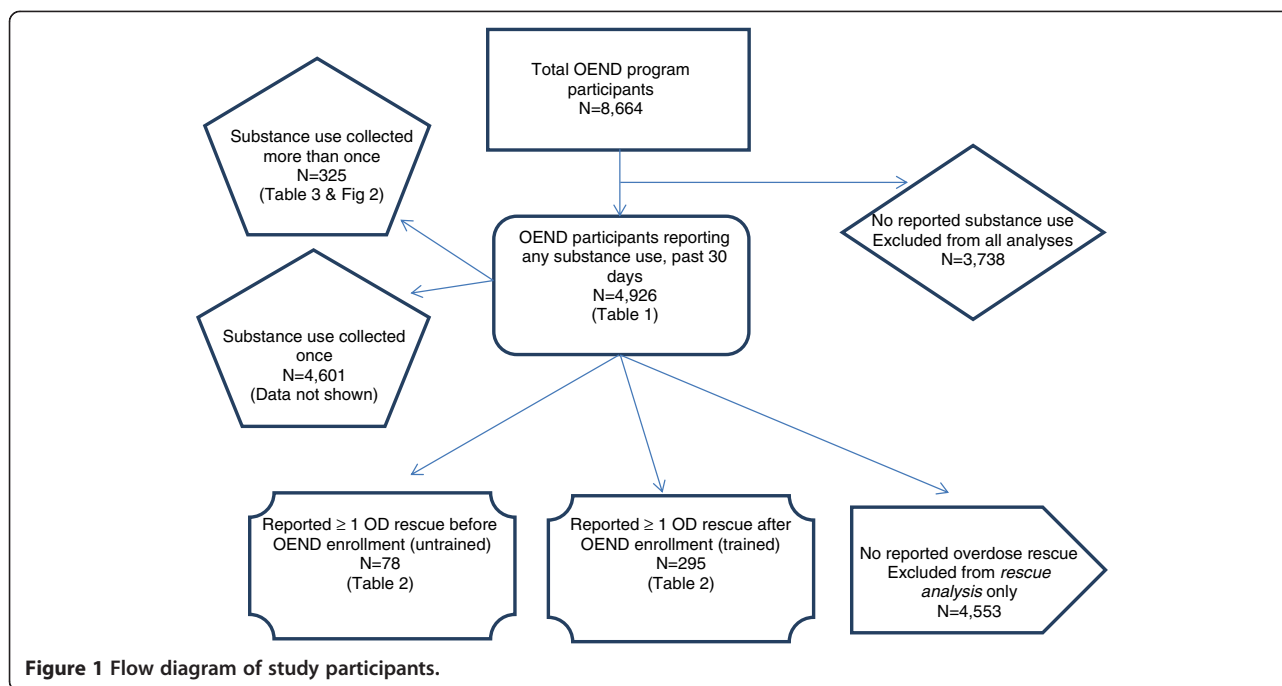 Total OEND program
participants
N=8,664
Substance use collected
more than once
N=325
(Table 3 & Fig 2)
No reported substance use
Excluded from all analyses
N=3,738
OEND participants reporting
any substance use, past 30
days
N=4,926
(Table 1)
Substance use collected
once
N=4,601
(Data not shown)
Reported ≥ 1 OD rescue before
OEND enrollment (untrained)
N=78
(Table 2)
Reported ≥ 1 OD rescue after
OEND enrollment (trained)
N=295
(Table 2)
No reported overdose rescue
Excluded from rescue
analysis only
N=4,553
Figure 1 Flow diagram of study participants.